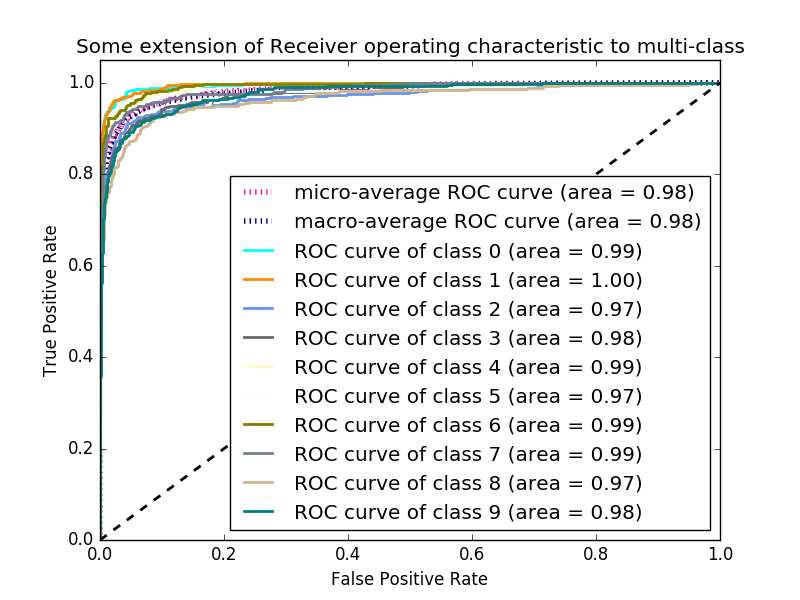 Some extension of Receiver operating characteristic to multi-class
1.0
0.8
0.6
0.4
0.2
0.0
True Positive Rate
micro-average ROC curve (area = 0.98)
macro-average ROC curve (area = 0.98)
ROC curve of class 0 (area = 0.99)
ROC curve of class 1 (area = 1.00)
ROC curve of class 2 (area = 0.97)
ROC curve of class 3 (area = 0.98)
ROC curve of class 4 (area = 0.99)
ROC curve of class 5 (area = 0.97)
ROC curve of class 6 (area = 0.99)
ROC curve of class 7 (area = 0.99)
ROC curve of class 8 (area = 0.97)
ROC curve of class 9 (area = 0.98)
0.0 0.2 0.4 0.6 0.8 1.0
False Positive Rate